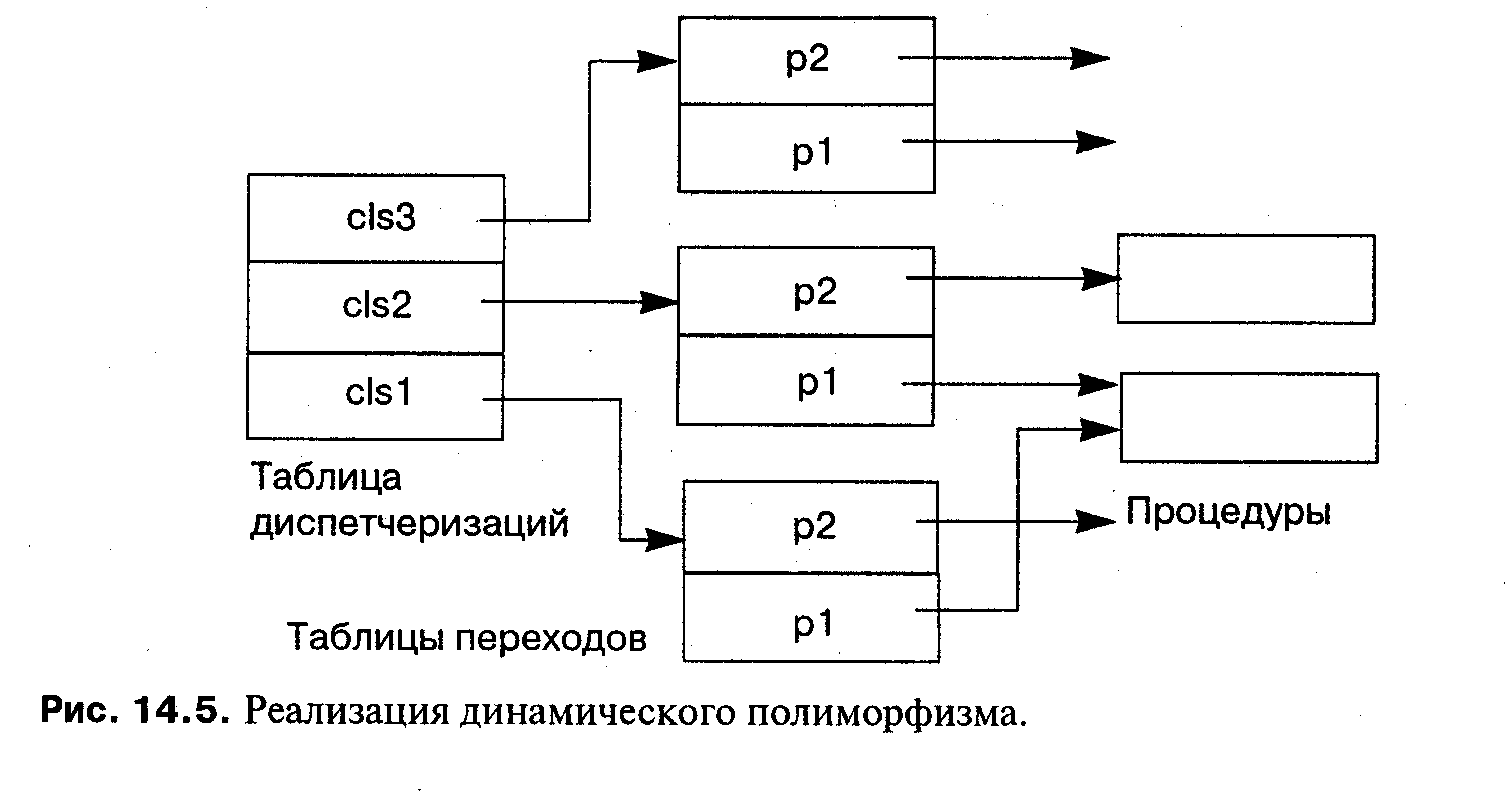 p2
p1
cls3
cls2
cls1
p2
p1
Таблица
диспетчеризаций
p2
p1
Процедуры
Таблицы переходов
Рис. 14.5. Реализация динамического полиморфизма.